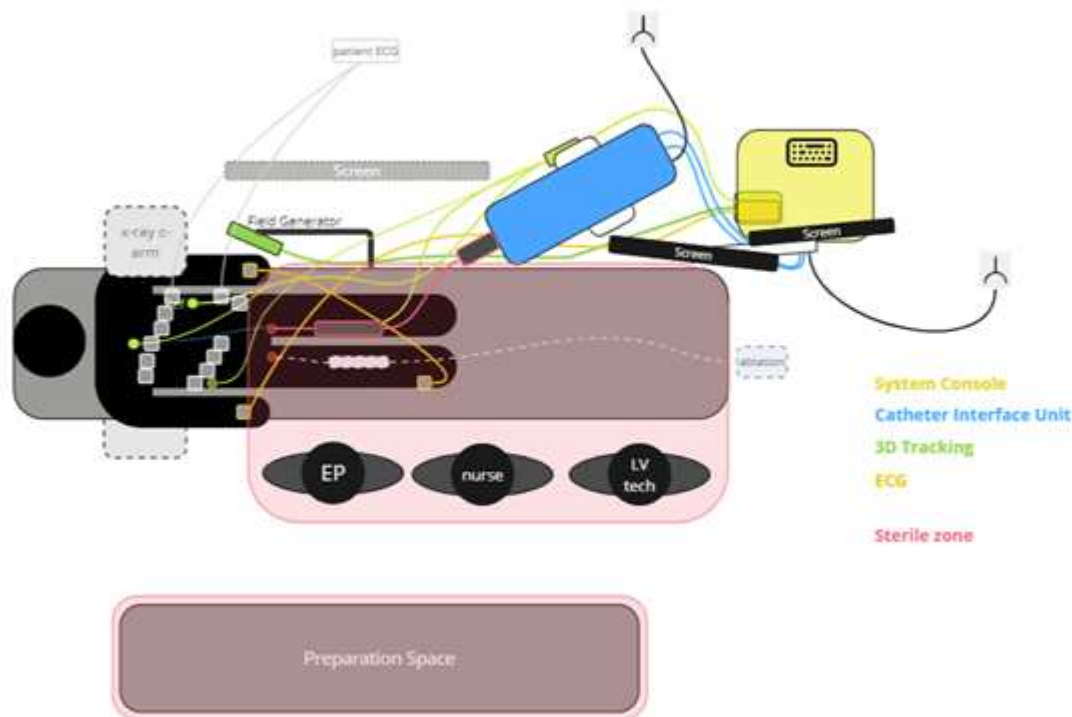 patient ECG
Screen
Field Generator
x-ray c-
arm
Screen
Screen
ablation
System Console
Catheter Interface Unit
3D Tracking
ECG
Sterile zone
EP
nurse
LV
tech
Preparation Space